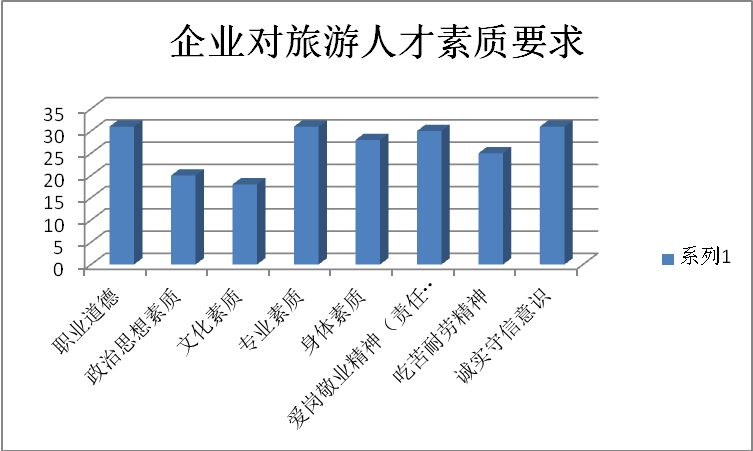 企业对旅游人才素质要求
35
30
25
20
15
10
5
0
系列1
职业道德
政治思想素质
文化素质
专业素质
身体素质
爱岗敬业精神（责任…
吃苦耐劳精神
诚实守信意识